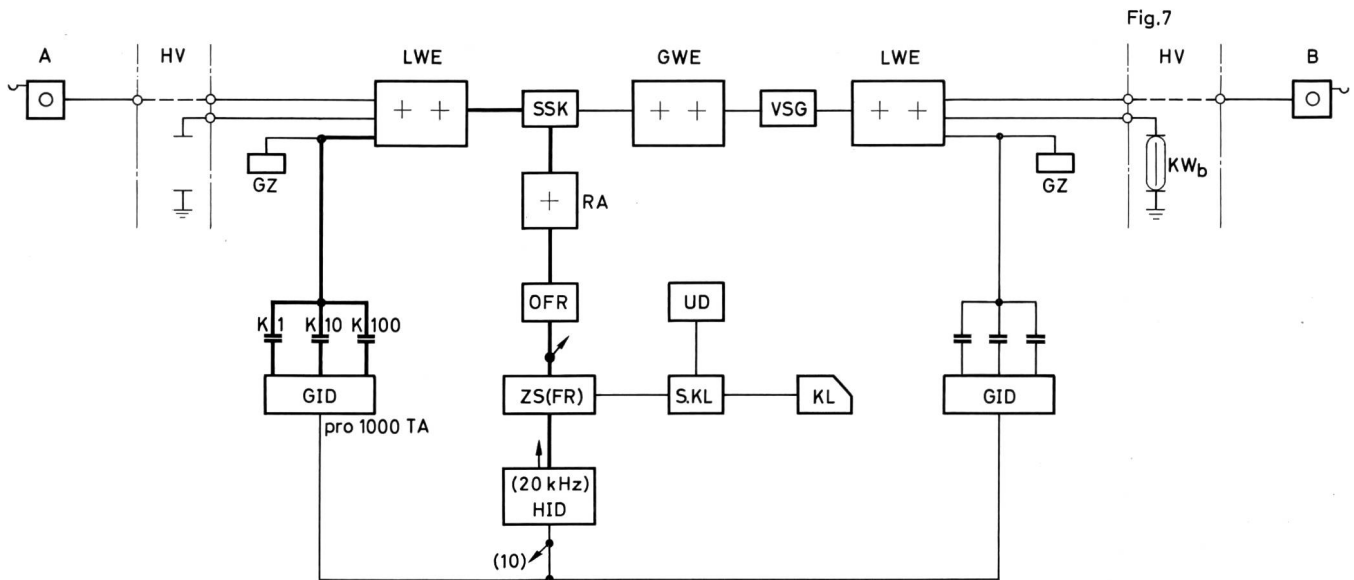 Fig.7
A HV LWE GWE LWE HV B
SSK VSG
GZ GZ KWb
RA
OFR UD
K 1 K 10 K 100
GID ZS(FR) S.KL KL GID
pro 1000 TA
(20 kHz)
HID
(10)